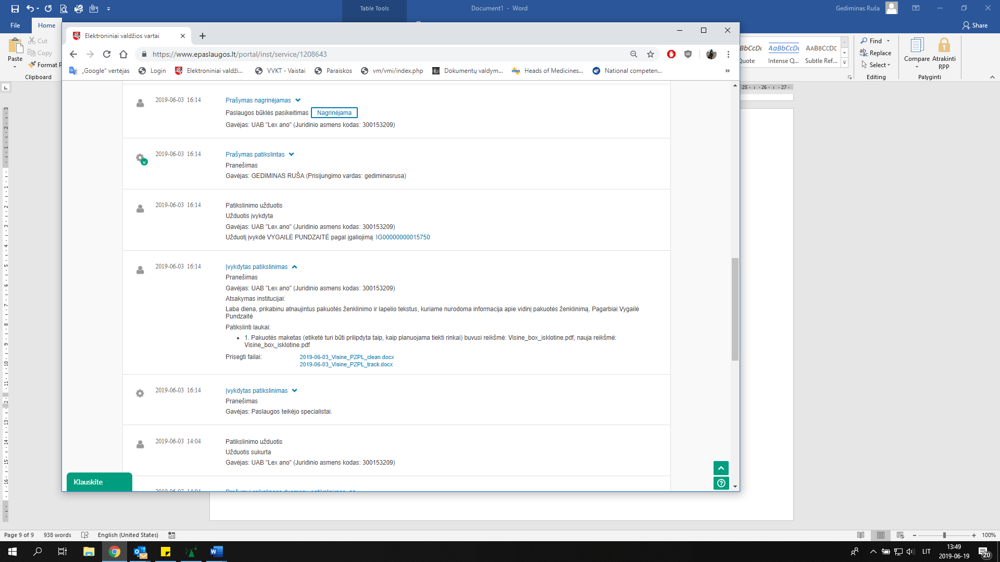 Table Tools
Document1 - Word
Gediminas Ruša
File
Home
Share
Paste
Cut
Copy
Format P
Clipboard
Elektroniniai valdžios vartai
https://www.epaslaugos.lt/portal/inst/service/1208643
„Google“ vertėjas
Login
Elektroniniai valdži...
VVKT - Vaistai
Paraiskos
vm/vmi/index.php
Dokumentų valdym...
Heads of Medicines...
National competen...
Quote
Intense Q...
Subtle Ref...
Find
Replace
Select
Editing
Compare
Atrakinti
RPP
Palyginti
2019-06-03 16:14
Prašymas nagrinėjamas
Paslaugos būklės pasikeitimas Nagrinėjama
Gavėjas: UAB "Lex ano" (Juridinio asmens kodas: 300153209)
2019-06-03 16:14
Prašymas patikslintas
Pranešimas
Gavėjas: GEDIMINAS RUŠA (Prisijungimo vardas: gediminasrusa)
2019-06-03 16:14
Patikslinimo užduotis
Užduotis įvykdyta
Gavėjas: UAB "Lex ano" (Juridinio asmens kodas: 300153209)
Užduotį įvykdė VYGAILĖ PUNDZAITĖ pagal įgaliojimą IG00000000015750
2019-06-03 16:14
Įvykdytas patikslinimas
Pranešimas
Gavėjas: UAB "Lex ano" (Juridinio asmens kodas: 300153209)
Atsakymas institucijai:
Laba diena, prikabinu atnaujintus pakuotės ženklinimo ir lapelio tekstus, kuriame nurodoma informacija apie vidinį pakuotės ženklinimą. Pagarbiai Vygailė
Pundzaitė
Patikslinti laukai:
• 1. Pakuotės maketas (etiketė turi būti prilipdyta taip, kaip planuojama tiekti rinkai) buvusi reikšmė: Visine_box_isklotine.pdf, nauja reikšmė:
Visine_box_isklotine.pdf
Prisegti failai:
2019-06-03_Visine_PZPL_clean.docx
2019-06-03_Visine_PZPL_track.docx
2019-06-03 16:14
Įvykdytas patikslinimas
Pranešimas
Gavėjas: Paslaugos teikėjo specialistai.
2019-06-03 14:04
Patikslinimo užduotis
Užduotis sukurta
Gavėjas: UAB "Lex ano" (Juridinio asmens kodas: 300153209)
Klauskite
Page 9 of 9
938 words
English (United States)
100%
LIT
13:49
2019-06-19
20